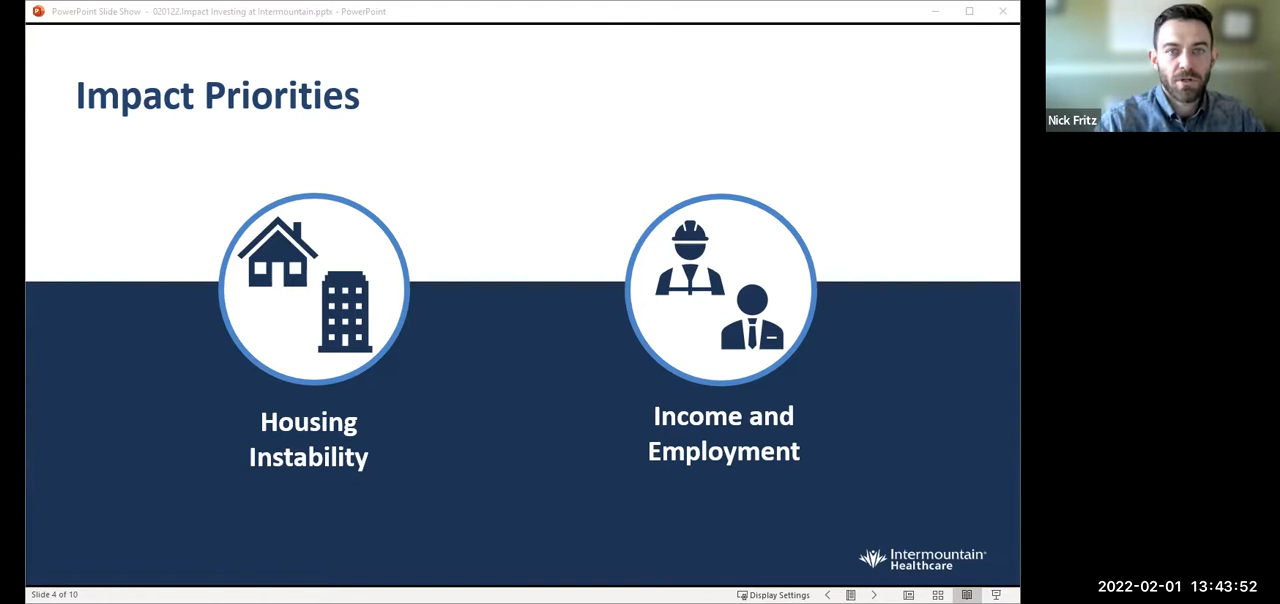 PowerPoint Slide Show - 020122.Impact Investing at Intermountain.pptx - PowerPoint
Impact Priorities
Housing
Instability
Income and
Employment
Intermountain
Healthcare
Slide 4 of 10
Display Settings
Nick Fritz
2022-02-01 13:43:52